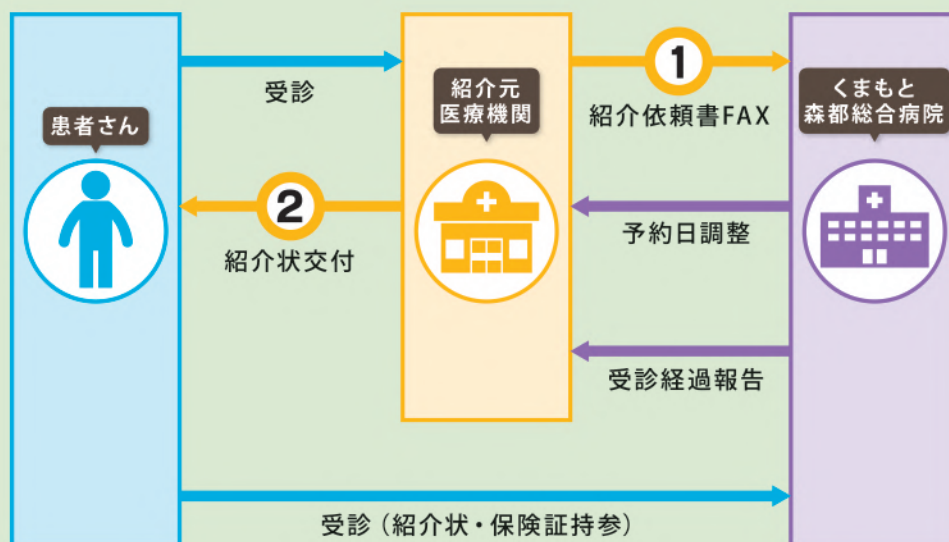 受診
紹介元
医療機関
1
紹介依頼書FAX
くまもと
森都総合病院
患者さん
2
紹介状交付
予約日調整
受診経過報告
受診（紹介状・保険証持参）